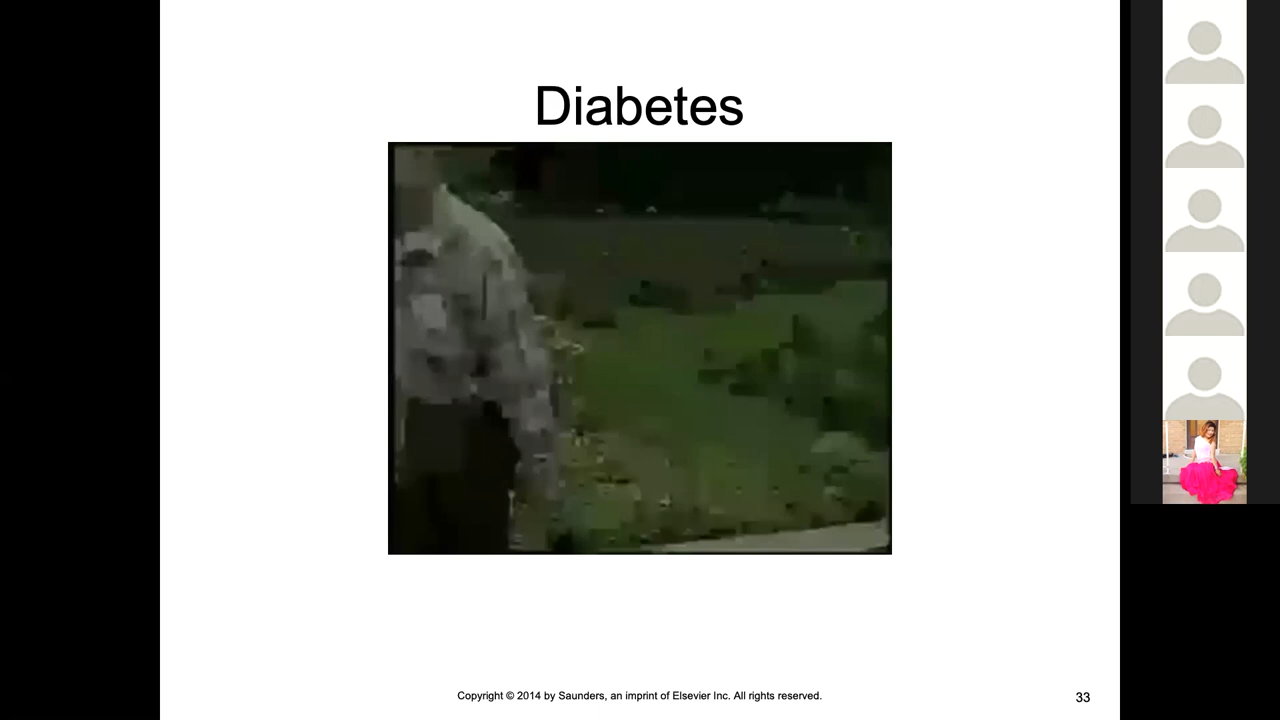 Diabetes
Copyright © 2014 by Saunders, an imprint of Elsevier Inc. All rights reserved.
33